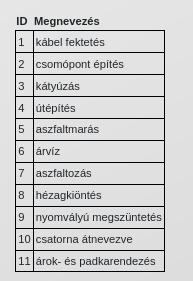 ID Megnevezés
1 kábel fektetés
2 csomópont építés
3 kátyúzás
4 útépítés
5 aszfaltmarás
6 árvíz
7 aszfaltozás
8 hézagkiöntés
9 nyomvályú megszüntetés
10 csatorna átnevezve
11 árok- és padkarendezés